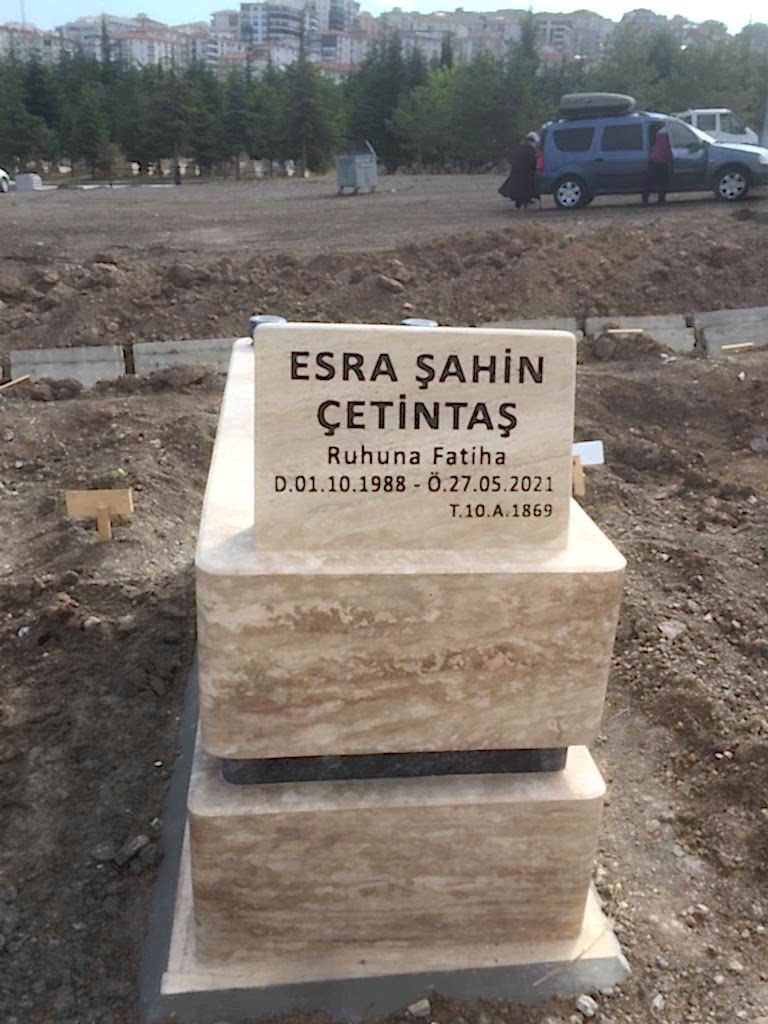 ESRA ŞAHİN
ÇETİNTAŞ
Ruhuna Fatiha
D.01.10.1988 - Ö.27.05.2021
T.10.A.1869